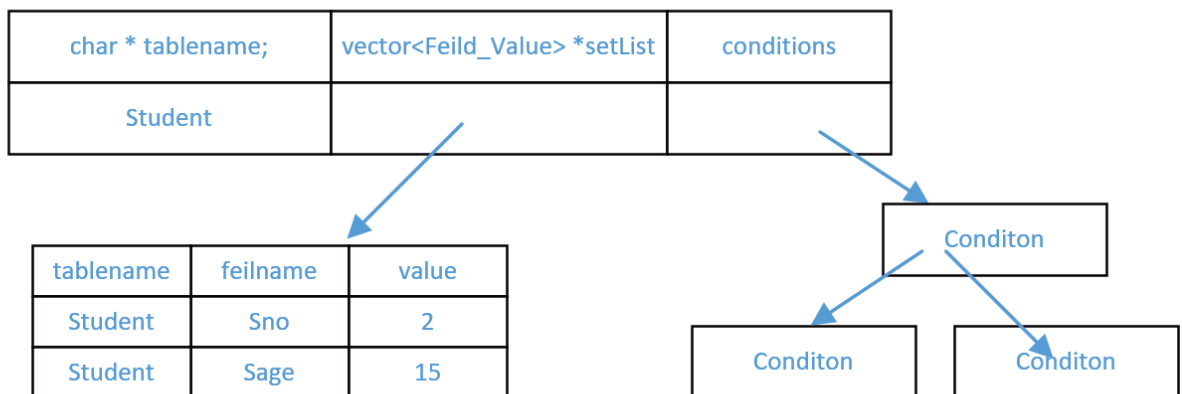 char * tablename; vector<Feild_Value> *setList conditions
Student
Conditon
tablename feilname value
Student Sno 2
Student Sage 15
Conditon Conditon